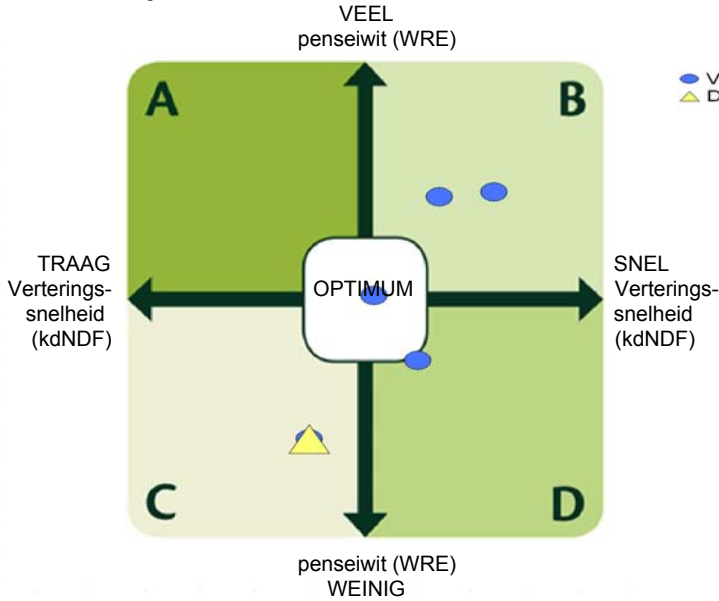 VEEL
penseiwit (WRE)
A
B
V
D
TRAAG
Verterings-
snelheid
(kdNDF)
OPTIMUM
SNEL
Verterings-
snelheid
(kdNDF)
C
D
penseiwit (WRE)
WEINIG